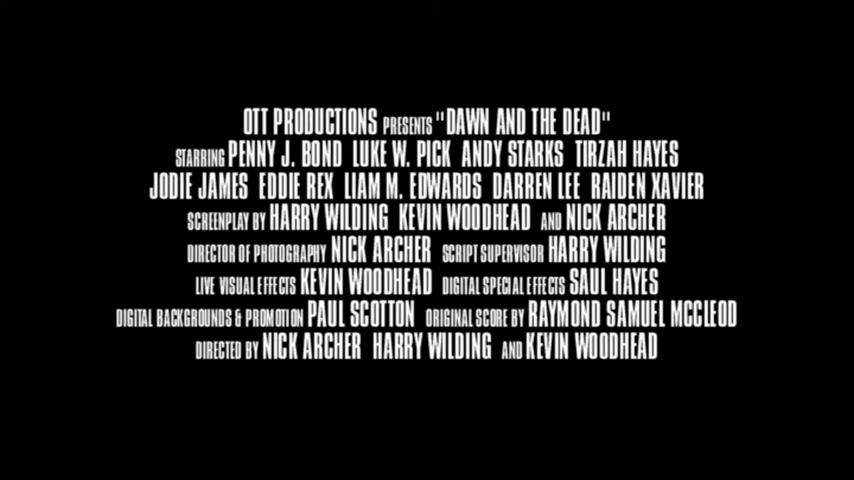 OTT PRODUCTIONS PRESENTS "DAWN AND THE DEAD"
STARRING PENNY J. BOND LUKE W. PICK ANDY STARKS TIRZAH HAYES
JODIE JAMES EDDIE REX LIAM M. EDWARDS DARREN LEE RAIDEN XAVIER
SCREENPLAY BY HARRY WILDING KEVIN WOODHEAD AND NICK ARCHER
DIRECTOR OF PHOTOGRAPHY NICK ARCHER SCRIPT SUPERVISOR HARRY WILDING
LIVE VISUAL EFFECTS KEVIN WOODHEAD DIGITAL SPECIAL EFFECTS SAUL HAYES
DIGITAL BACKGROUNDS & PROMOTION PAUL SCOTTON ORIGINAL SCORE BY RAYMOND SAMUEL MCCLEOD
DIRECTED BY NICK ARCHER HARRY WILDING AND KEVIN WOODHEAD